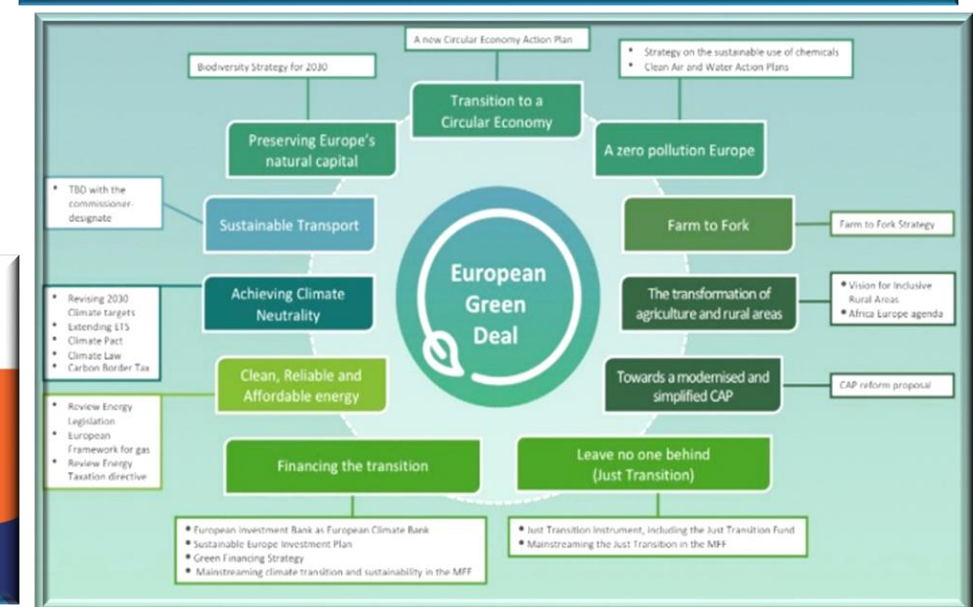 A new Circular Economy Action Plan
Biodiversity Strategy for 2030
• Strategy on the sustainable use of chemicals
• Clean Air and Water Action Plans
Transition to a
Circular Economy
Preserving Europe's
natural capital
A zero pollution Europe
• TBD with the
commissioner-
designate
Sustainable Transport
Farm to Fork
Farm to Fork Strategy
European
Green
Deal
Achieving Climate
Neutrality
• Revising 2030
Climate targets
• Extending ETS
• Climate Pact
• Climate Law
• Carbon Border Tax
The transformation of
agriculture and rural areas
• Vision for Inclusive
Rural Areas
• Africa Europe agenda
Clean, Reliable and
Affordable energy
• Review Energy
Legislation
• European
Framework for gas
• Review Energy
Taxation directive
Towards a modernised and
simplified CAP
CAP reform proposal
Financing the transition
• European Investment Bank as European Climate Bank
• Sustainable Europe Investment Plan
• Green Financing Strategy
• Mainstreaming climate transition and sustainability in the MFF
Leave no one behind
(Just Transition)
• Just Transition Instrument, including the Just Transition Fund
• Mainstreaming the Just Transition in the MFF